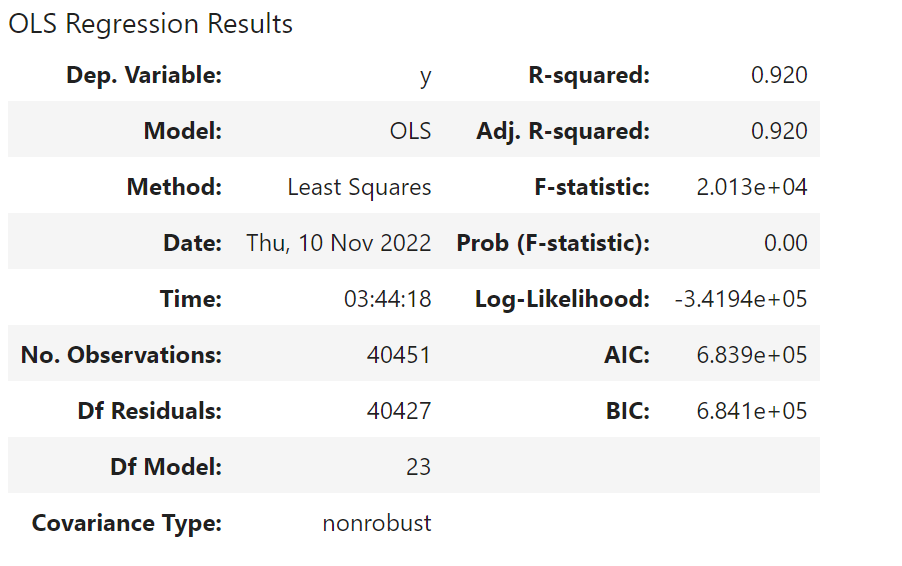 OLS Regression Results
Dep. Variable: y R-squared: 0.920
Model: OLS Adj. R-squared: 0.920
Method: Least Squares F-statistic: 2.013e+04
Date: Thu, 10 Nov 2022 Prob (F-statistic): 0.00
Time: 03:44:18 Log-Likelihood: -3.4194e+05
No. Observations: 40451 AIC: 6.839e+05
Df Residuals: 40427 BIC: 6.841e+05
Df Model: 23
Covariance Type: nonrobust